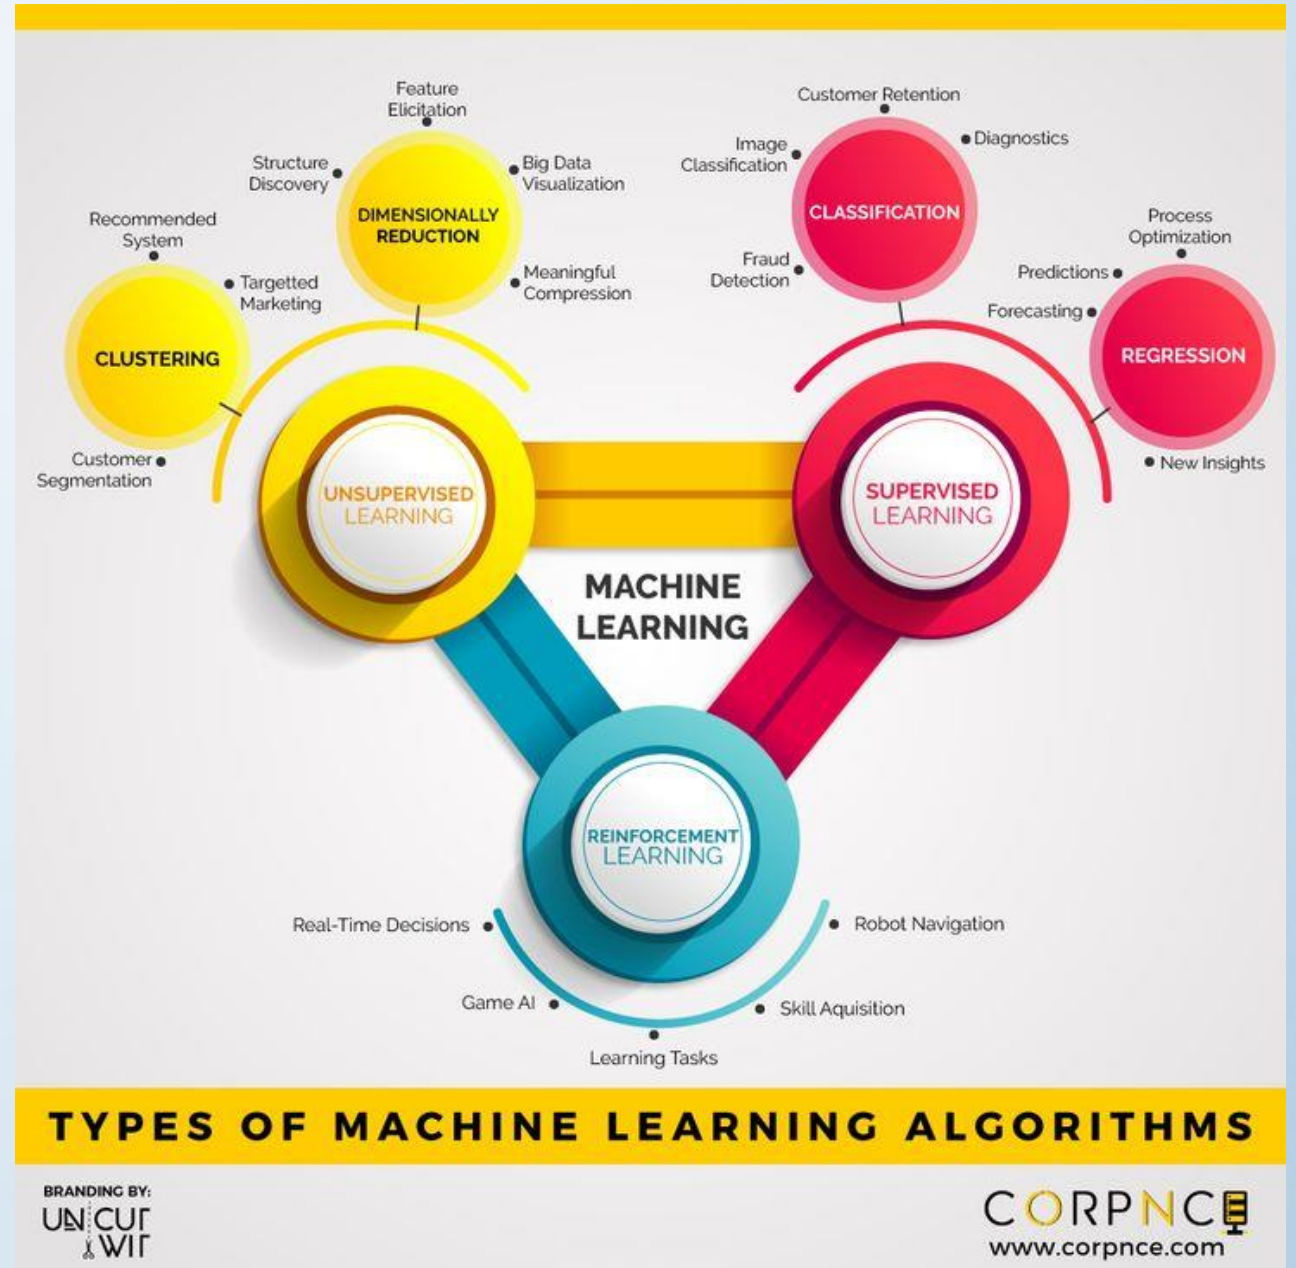 Feature
Elicitation
Structure
Discovery
Big Data
Visualization
DIMENSIONALLY
REDUCTION
Meaningful
Compression
Recommended
System
Targetted
Marketing
CLUSTERING
Customer
Segmentation
UNSUPERVISED
LEARNING
Customer Retention
Image
Classification
Diagnostics
CLASSIFICATION
Fraud
Detection
Process
Optimization
Predictions
Forecasting
REGRESSION
New Insights
SUPERVISED
LEARNING
MACHINE
LEARNING
REINFORCEMENT
LEARNING
Real-Time Decisions
Robot Navigation
Game AI
Skill Aquisition
Learning Tasks
TYPES OF MACHINE LEARNING ALGORITHMS
BRANDING BY:
UNCUT
WIT
CORPNCE
www.corpnce.com